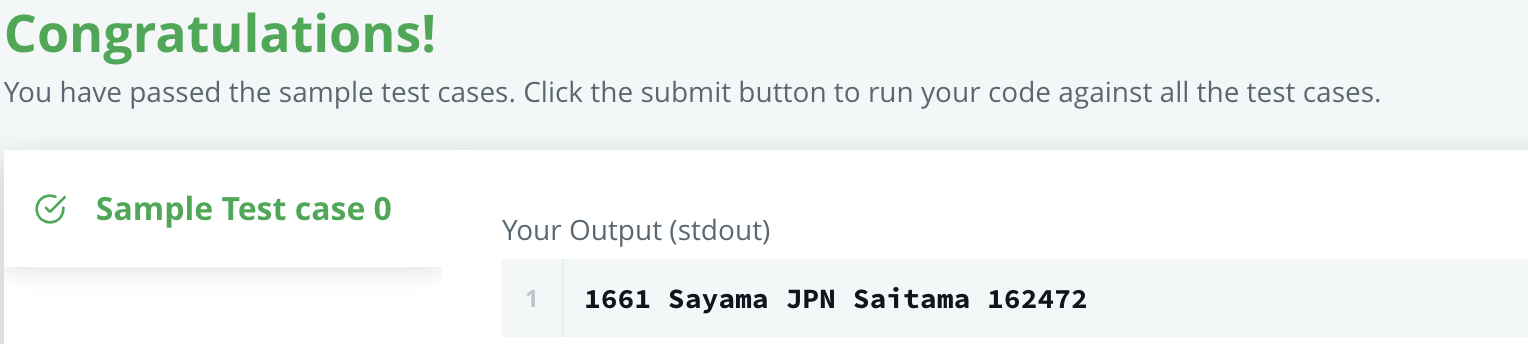 Congratulations!
You have passed the sample test cases. Click the submit button to run your code against all the test cases.
Sample Test case 0
Your Output (stdout)
1 1661 Sayama JPN Saitama 162472